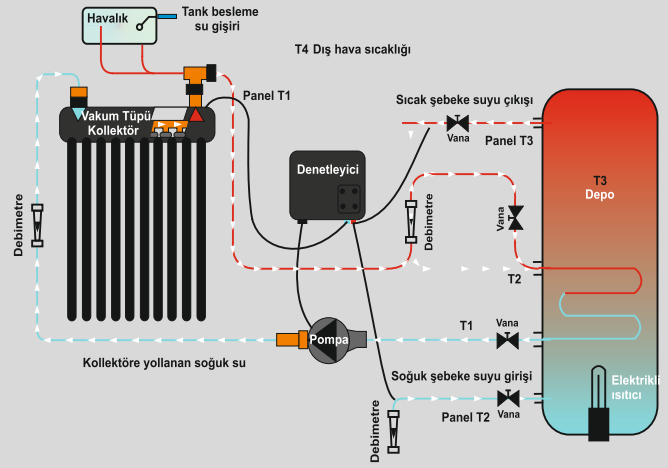 Havalık
Tank besleme
su gişiri
T4 Dış hava sıcaklığı
Panel T1
Vakum Tüpü
Kollektör
Sıcak şebeke suyu çıkışı
Vana
Panel T3
Denetleyici
T3
Depo
Debimetre
Debimetre
Vana
T2
T1
Vana
Pompa
Kollektöre yollanan soğuk su
Soğuk şebeke suyu girişi
Elektrikli
ısıtıcı
Vana
Panel T2
Debimetre